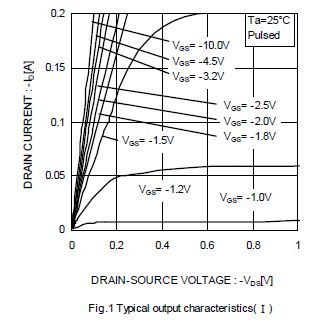 0.2
Ta=25°C
Pulsed
VGS= -10.0V
VGS= -4.5V
VGS= -3.2V
0.15
DRAIN CURRENT : -ID[A]
0.1
VGS= -2.5V
VGS= -2.0V
VGS= -1.8V
VGS= -1.5V
0.05
VGS= -1.2V
VGS= -1.0V
0
0 0.2 0.4 0.6 0.8 1
DRAIN-SOURCE VOLTAGE : -VDS[V]
Fig.1 Typical output characteristics(Ⅰ)